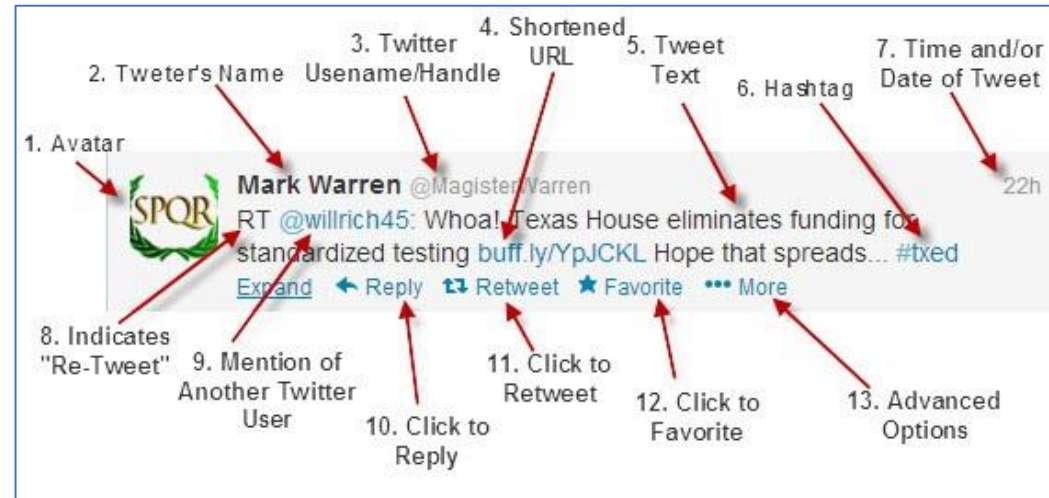 4. Shortened
URL
3. Twitter
Usename/Handle
5. Tweet
Text
7. Time and/or
Date of Tweet
2. Tweter's Name
6. Hashtag
1. Avatar
SPQR
Mark Warren @MagisterWarren 22h
RT @willrich45: Whoa! Texas House eliminates funding for
standardized testing buff.ly/YpJCKL Hope that spreads... #txed
Expand Reply Retweet Favorite More
8. Indicates
"Re-Tweet"
9. Mention of
Another Twitter
User
10. Click to
Reply
11. Click to
Retweet
12. Click to
Favorite
13. Advanced
Options